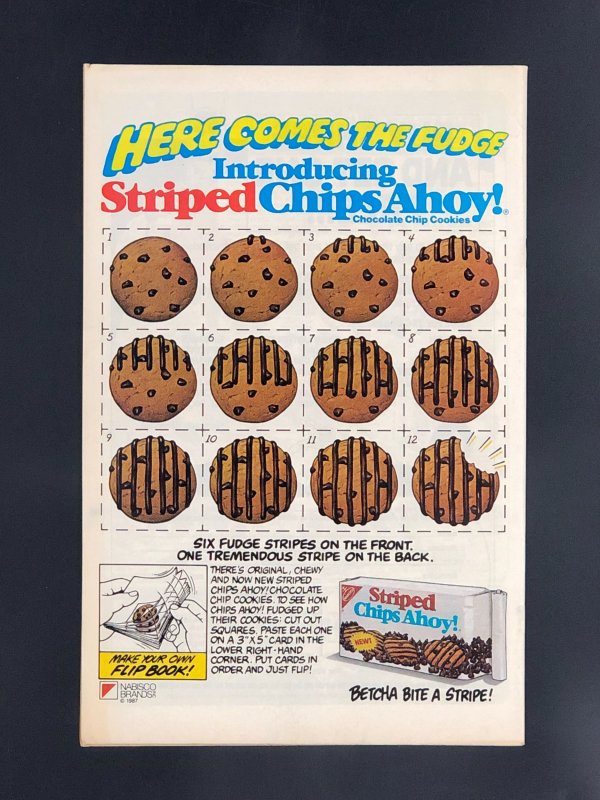 HERE COMES THE FUDGE
Introducing
Striped Chips Ahoy!®
Chocolate Chip Cookies
1 2 3 4
5 6 7 8
9 10 11 12
SIX FUDGE STRIPES ON THE FRONT.
ONE TREMENDOUS STRIPE ON THE BACK.
THERE'S ORIGINAL, CHEWY
AND NOW NEW STRIPED
CHIPS AHOY! CHOCOLATE
CHIP COOKIES. TO SEE HOW
CHIPS AHOY! FUDGED UP
THEIR COOKIES: CUT OUT
SQUARES. PASTE EACH ONE
ON A 3"X5" CARD IN THE
LOWER RIGHT-HAND
CORNER. PUT CARDS IN
ORDER AND JUST FLIP!
MAKE YOUR OWN
FLIP BOOK!
NABISCO
BRANDS
© 1987
Striped
Chips Ahoy!
NEW!
BETCHA BITE A STRIPE!